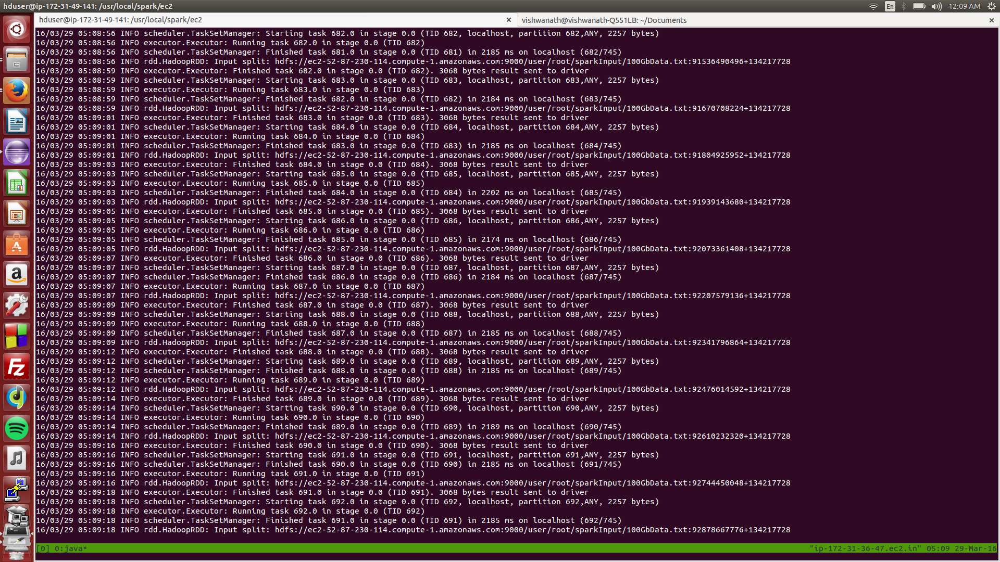 hduser@ip-172-31-49-141: /usr/local/spark/ec2
En
12:09 AM
hduser@ip-172-31-49-141: /usr/local/spark/ec2 ×
vishwanath@vishwanath-Q551LB: ~/Documents ×
16/03/29 05:08:56 INFO scheduler.TaskSetManager: Starting task 682.0 in stage 0.0 (TID 682, localhost, partition 682,ANY, 2257 bytes)
16/03/29 05:08:56 INFO executor.Executor: Running task 682.0 in stage 0.0 (TID 682)
16/03/29 05:08:56 INFO scheduler.TaskSetManager: Finished task 681.0 in stage 0.0 (TID 681) in 2185 ms on localhost (682/745)
16/03/29 05:08:56 INFO rdd.HadoopRDD: Input split: hdfs://ec2-52-87-230-114.compute-1.amazonaws.com:9000/user/root/sparkInput/100GbData.txt:91536490496+134217728
16/03/29 05:08:59 INFO executor.Executor: Finished task 682.0 in stage 0.0 (TID 682). 3068 bytes result sent to driver
16/03/29 05:08:59 INFO scheduler.TaskSetManager: Starting task 683.0 in stage 0.0 (TID 683, localhost, partition 683,ANY, 2257 bytes)
16/03/29 05:08:59 INFO executor.Executor: Running task 683.0 in stage 0.0 (TID 683)
16/03/29 05:08:59 INFO scheduler.TaskSetManager: Finished task 682.0 in stage 0.0 (TID 682) in 2184 ms on localhost (683/745)
16/03/29 05:08:59 INFO rdd.HadoopRDD: Input split: hdfs://ec2-52-87-230-114.compute-1.amazonaws.com:9000/user/root/sparkInput/100GbData.txt:91670708224+134217728
16/03/29 05:09:01 INFO executor.Executor: Finished task 683.0 in stage 0.0 (TID 683). 3068 bytes result sent to driver
16/03/29 05:09:01 INFO scheduler.TaskSetManager: Starting task 684.0 in stage 0.0 (TID 684, localhost, partition 684,ANY, 2257 bytes)
16/03/29 05:09:01 INFO executor.Executor: Running task 684.0 in stage 0.0 (TID 684)
16/03/29 05:09:01 INFO scheduler.TaskSetManager: Finished task 683.0 in stage 0.0 (TID 683) in 2185 ms on localhost (684/745)
16/03/29 05:09:01 INFO rdd.HadoopRDD: Input split: hdfs://ec2-52-87-230-114.compute-1.amazonaws.com:9000/user/root/sparkInput/100GbData.txt:91804925952+134217728
16/03/29 05:09:03 INFO executor.Executor: Finished task 684.0 in stage 0.0 (TID 684). 3068 bytes result sent to driver
16/03/29 05:09:03 INFO scheduler.TaskSetManager: Starting task 685.0 in stage 0.0 (TID 685, localhost, partition 685,ANY, 2257 bytes)
16/03/29 05:09:03 INFO executor.Executor: Running task 685.0 in stage 0.0 (TID 685)
16/03/29 05:09:03 INFO scheduler.TaskSetManager: Finished task 684.0 in stage 0.0 (TID 684) in 2202 ms on localhost (685/745)
16/03/29 05:09:03 INFO rdd.HadoopRDD: Input split: hdfs://ec2-52-87-230-114.compute-1.amazonaws.com:9000/user/root/sparkInput/100GbData.txt:91939143680+134217728
16/03/29 05:09:05 INFO executor.Executor: Finished task 685.0 in stage 0.0 (TID 685). 3068 bytes result sent to driver
16/03/29 05:09:05 INFO scheduler.TaskSetManager: Starting task 686.0 in stage 0.0 (TID 686, localhost, partition 686,ANY, 2257 bytes)
16/03/29 05:09:05 INFO executor.Executor: Running task 686.0 in stage 0.0 (TID 686)
16/03/29 05:09:05 INFO scheduler.TaskSetManager: Finished task 685.0 in stage 0.0 (TID 685) in 2174 ms on localhost (686/745)
16/03/29 05:09:05 INFO rdd.HadoopRDD: Input split: hdfs://ec2-52-87-230-114.compute-1.amazonaws.com:9000/user/root/sparkInput/100GbData.txt:92073361408+134217728
16/03/29 05:09:07 INFO executor.Executor: Finished task 686.0 in stage 0.0 (TID 686). 3068 bytes result sent to driver
16/03/29 05:09:07 INFO scheduler.TaskSetManager: Starting task 687.0 in stage 0.0 (TID 687, localhost, partition 687,ANY, 2257 bytes)
16/03/29 05:09:07 INFO scheduler.TaskSetManager: Finished task 686.0 in stage 0.0 (TID 686) in 2184 ms on localhost (687/745)
16/03/29 05:09:07 INFO executor.Executor: Running task 687.0 in stage 0.0 (TID 687)
16/03/29 05:09:07 INFO rdd.HadoopRDD: Input split: hdfs://ec2-52-87-230-114.compute-1.amazonaws.com:9000/user/root/sparkInput/100GbData.txt:92207579136+134217728
16/03/29 05:09:09 INFO executor.Executor: Finished task 687.0 in stage 0.0 (TID 687). 3068 bytes result sent to driver
16/03/29 05:09:09 INFO scheduler.TaskSetManager: Starting task 688.0 in stage 0.0 (TID 688, localhost, partition 688,ANY, 2257 bytes)
16/03/29 05:09:09 INFO executor.Executor: Running task 688.0 in stage 0.0 (TID 688)
16/03/29 05:09:09 INFO scheduler.TaskSetManager: Finished task 687.0 in stage 0.0 (TID 687) in 2185 ms on localhost (688/745)
16/03/29 05:09:09 INFO rdd.HadoopRDD: Input split: hdfs://ec2-52-87-230-114.compute-1.amazonaws.com:9000/user/root/sparkInput/100GbData.txt:92341796864+134217728
16/03/29 05:09:12 INFO executor.Executor: Finished task 688.0 in stage 0.0 (TID 688). 3068 bytes result sent to driver
16/03/29 05:09:12 INFO scheduler.TaskSetManager: Starting task 689.0 in stage 0.0 (TID 689, localhost, partition 689,ANY, 2257 bytes)
16/03/29 05:09:12 INFO scheduler.TaskSetManager: Finished task 688.0 in stage 0.0 (TID 688) in 2185 ms on localhost (689/745)
16/03/29 05:09:12 INFO executor.Executor: Running task 689.0 in stage 0.0 (TID 689)
16/03/29 05:09:12 INFO rdd.HadoopRDD: Input split: hdfs://ec2-52-87-230-114.compute-1.amazonaws.com:9000/user/root/sparkInput/100GbData.txt:92476014592+134217728
16/03/29 05:09:14 INFO executor.Executor: Finished task 689.0 in stage 0.0 (TID 689). 3068 bytes result sent to driver
16/03/29 05:09:14 INFO scheduler.TaskSetManager: Starting task 690.0 in stage 0.0 (TID 690, localhost, partition 690,ANY, 2257 bytes)
16/03/29 05:09:14 INFO executor.Executor: Running task 690.0 in stage 0.0 (TID 690)
16/03/29 05:09:14 INFO scheduler.TaskSetManager: Finished task 689.0 in stage 0.0 (TID 689) in 2189 ms on localhost (690/745)
16/03/29 05:09:14 INFO rdd.HadoopRDD: Input split: hdfs://ec2-52-87-230-114.compute-1.amazonaws.com:9000/user/root/sparkInput/100GbData.txt:92610232320+134217728
16/03/29 05:09:16 INFO executor.Executor: Finished task 690.0 in stage 0.0 (TID 690). 3068 bytes result sent to driver
16/03/29 05:09:16 INFO scheduler.TaskSetManager: Starting task 691.0 in stage 0.0 (TID 691, localhost, partition 691,ANY, 2257 bytes)
16/03/29 05:09:16 INFO scheduler.TaskSetManager: Finished task 690.0 in stage 0.0 (TID 690) in 2185 ms on localhost (691/745)
16/03/29 05:09:16 INFO executor.Executor: Running task 691.0 in stage 0.0 (TID 691)
16/03/29 05:09:16 INFO rdd.HadoopRDD: Input split: hdfs://ec2-52-87-230-114.compute-1.amazonaws.com:9000/user/root/sparkInput/100GbData.txt:92744450048+134217728
16/03/29 05:09:18 INFO executor.Executor: Finished task 691.0 in stage 0.0 (TID 691). 3068 bytes result sent to driver
16/03/29 05:09:18 INFO scheduler.TaskSetManager: Starting task 692.0 in stage 0.0 (TID 692, localhost, partition 692,ANY, 2257 bytes)
16/03/29 05:09:18 INFO executor.Executor: Running task 692.0 in stage 0.0 (TID 692)
16/03/29 05:09:18 INFO scheduler.TaskSetManager: Finished task 691.0 in stage 0.0 (TID 691) in 2185 ms on localhost (692/745)
16/03/29 05:09:18 INFO rdd.HadoopRDD: Input split: hdfs://ec2-52-87-230-114.compute-1.amazonaws.com:9000/user/root/sparkInput/100GbData.txt:92878667776+134217728
[0] 0:java* "ip-172-31-36-47.ec2.in" 05:09 29-Mar-16